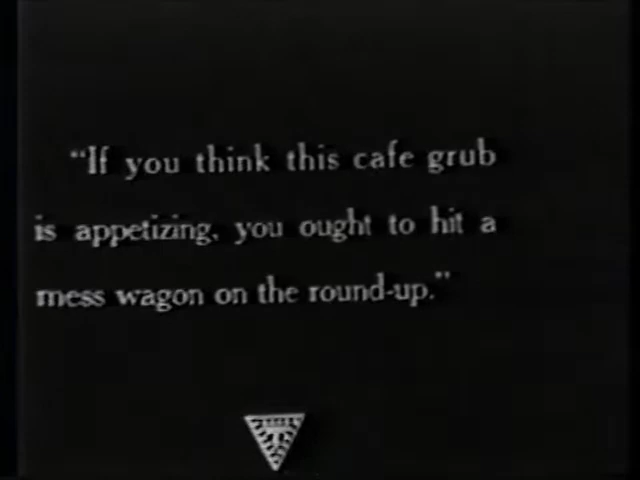 "If you think this cafe grub
is appetizing, you ought to hit a
mess wagon on the round-up."